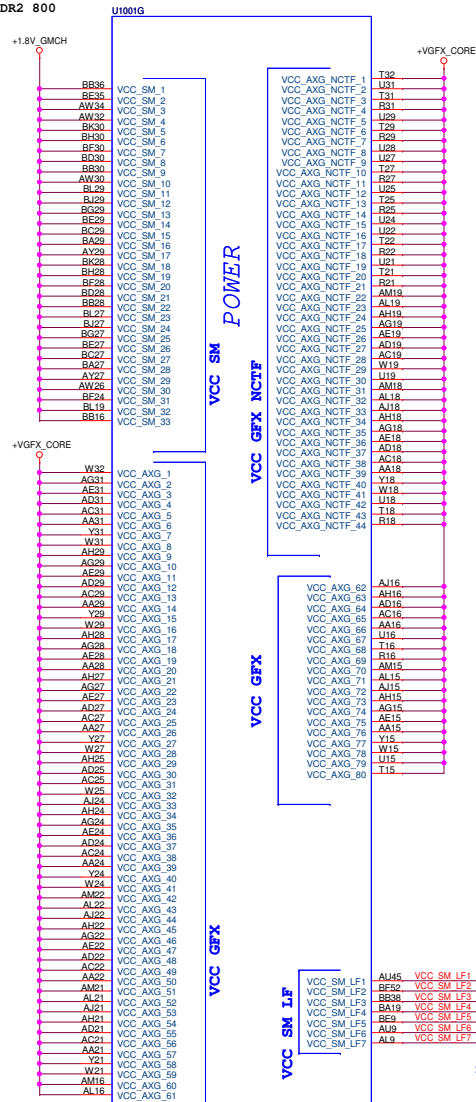 DR2 800
U1001G
+1.8V_GMCH
BB36 VCC_SM_1
BE35 VCC_SM_2
AW34 VCC_SM_3
AW32 VCC_SM_4
BK30 VCC_SM_5
BH30 VCC_SM_6
BF30 VCC_SM_7
BD30 VCC_SM_8
BB30 VCC_SM_9
AW30 VCC_SM_10
BL29 VCC_SM_11
BJ29 VCC_SM_12
BG29 VCC_SM_13
BE29 VCC_SM_14
BC29 VCC_SM_15
BA29 VCC_SM_16
AY29 VCC_SM_17
BK28 VCC_SM_18
BH28 VCC_SM_19
BF28 VCC_SM_20
BD28 VCC_SM_21
BB28 VCC_SM_22
BL27 VCC_SM_23
BJ27 VCC_SM_24
BG27 VCC_SM_25
BE27 VCC_SM_26
BC27 VCC_SM_27
BA27 VCC_SM_28
AY27 VCC_SM_29
AW26 VCC_SM_30
BF24 VCC_SM_31
BL19 VCC_SM_32
BB16 VCC_SM_33
VCC SM
POWER
+VGFX_CORE
W32 VCC_AXG_1
AG31 VCC_AXG_2
AE31 VCC_AXG_3
AD31 VCC_AXG_4
AC31 VCC_AXG_5
AA31 VCC_AXG_6
Y31 VCC_AXG_7
W31 VCC_AXG_8
AH29 VCC_AXG_9
AG29 VCC_AXG_10
AE29 VCC_AXG_11
AD29 VCC_AXG_12
AC29 VCC_AXG_13
AA29 VCC_AXG_14
Y29 VCC_AXG_15
W29 VCC_AXG_16
AH28 VCC_AXG_17
AG28 VCC_AXG_18
AE28 VCC_AXG_19
AA28 VCC_AXG_20
AH27 VCC_AXG_21
AG27 VCC_AXG_22
AE27 VCC_AXG_23
AD27 VCC_AXG_24
AC27 VCC_AXG_25
AA27 VCC_AXG_26
Y27 VCC_AXG_27
W27 VCC_AXG_28
AH25 VCC_AXG_29
AD25 VCC_AXG_30
AC25 VCC_AXG_31
W25 VCC_AXG_32
AJ24 VCC_AXG_33
AH24 VCC_AXG_34
AG24 VCC_AXG_35
AE24 VCC_AXG_36
AD24 VCC_AXG_37
AC24 VCC_AXG_38
AA24 VCC_AXG_39
Y24 VCC_AXG_40
W24 VCC_AXG_41
AM22 VCC_AXG_42
AL22 VCC_AXG_43
AJ22 VCC_AXG_44
AH22 VCC_AXG_45
AG22 VCC_AXG_46
AE22 VCC_AXG_47
AD22 VCC_AXG_48
AC22 VCC_AXG_49
AA22 VCC_AXG_50
AM21 VCC_AXG_51
AL21 VCC_AXG_52
AJ21 VCC_AXG_53
AH21 VCC_AXG_54
AD21 VCC_AXG_55
AC21 VCC_AXG_56
AA21 VCC_AXG_57
Y21 VCC_AXG_58
W21 VCC_AXG_59
AM16 VCC_AXG_60
AL16 VCC_AXG_61
VCC GFX
+VGFX_CORE
VCC_AXG_NCTF_1 T32
VCC_AXG_NCTF_2 U31
VCC_AXG_NCTF_3 T31
VCC_AXG_NCTF_4 R31
VCC_AXG_NCTF_5 U29
VCC_AXG_NCTF_6 T29
VCC_AXG_NCTF_7 R29
VCC_AXG_NCTF_8 U28
VCC_AXG_NCTF_9 U27
VCC_AXG_NCTF_10 T27
VCC_AXG_NCTF_11 R27
VCC_AXG_NCTF_12 U25
VCC_AXG_NCTF_13 T25
VCC_AXG_NCTF_14 R25
VCC_AXG_NCTF_15 U24
VCC_AXG_NCTF_16 U22
VCC_AXG_NCTF_17 T22
VCC_AXG_NCTF_18 R22
VCC_AXG_NCTF_19 U21
VCC_AXG_NCTF_20 T21
VCC_AXG_NCTF_21 R21
VCC_AXG_NCTF_22 AM19
VCC_AXG_NCTF_23 AL19
VCC_AXG_NCTF_24 AH19
VCC_AXG_NCTF_25 AG19
VCC_AXG_NCTF_26 AE19
VCC_AXG_NCTF_27 AD19
VCC_AXG_NCTF_28 AC19
VCC_AXG_NCTF_29 W19
VCC_AXG_NCTF_30 U19
VCC_AXG_NCTF_31 AM18
VCC_AXG_NCTF_32 AL18
VCC_AXG_NCTF_33 AJ18
VCC_AXG_NCTF_34 AH18
VCC_AXG_NCTF_35 AG18
VCC_AXG_NCTF_36 AE18
VCC_AXG_NCTF_37 AD18
VCC_AXG_NCTF_38 AC18
VCC_AXG_NCTF_39 AA18
VCC_AXG_NCTF_40 Y18
VCC_AXG_NCTF_41 W18
VCC_AXG_NCTF_42 U18
VCC_AXG_NCTF_43 T18
VCC_AXG_NCTF_44 R18
VCC GFX NCTF
VCC_AXG_62 AJ16
VCC_AXG_63 AH16
VCC_AXG_64 AD16
VCC_AXG_65 AC16
VCC_AXG_66 AA16
VCC_AXG_67 U16
VCC_AXG_68 T16
VCC_AXG_69 R16
VCC_AXG_70 AM15
VCC_AXG_71 AL15
VCC_AXG_72 AJ15
VCC_AXG_73 AH15
VCC_AXG_74 AG15
VCC_AXG_75 AE15
VCC_AXG_76 AA15
VCC_AXG_77 Y15
VCC_AXG_78 W15
VCC_AXG_79 U15
VCC_AXG_80 T15
VCC GFX
VCC_SM_LF1 AU45 VCC_SM_LF1
VCC_SM_LF2 BF52 VCC_SM_LF2
VCC_SM_LF3 BB38 VCC_SM_LF3
VCC_SM_LF4 BA19 VCC_SM_LF4
VCC_SM_LF5 BE9 VCC_SM_LF5
VCC_SM_LF6 AU9 VCC_SM_LF6
VCC_SM_LF7 AL9 VCC_SM_LF7
VCC SM LF